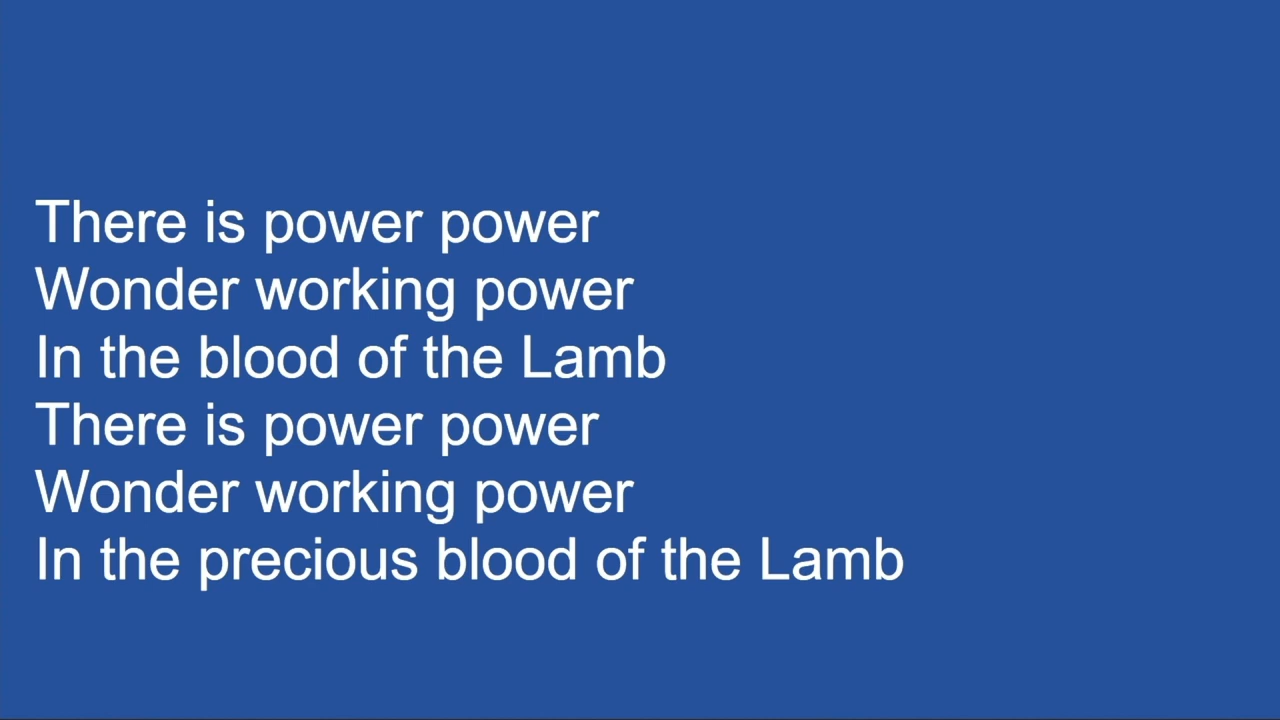 There is power power
Wonder working power
In the blood of the Lamb
There is power power
Wonder working power
In the precious blood of the Lamb